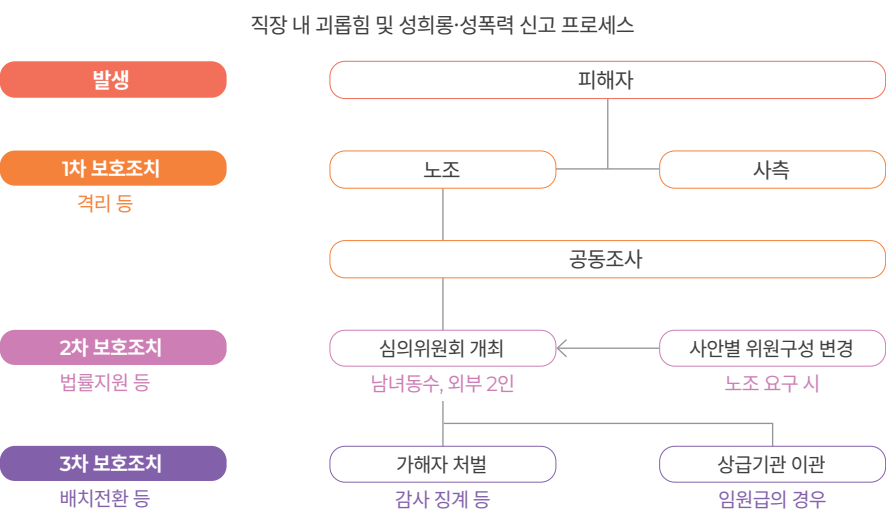 직장 내 괴롭힘 및 성희롱·성폭력 신고 프로세스
발생
피해자
1차 보호조치
노조
사측
격리 등
공동조사
2차 보호조치
심의위원회 개최
사안별 위원구성 변경
법률지원 등
남녀동수, 외부 2인
노조 요구 시
3차 보호조치
가해자 처벌
상급기관 이관
배치전환 등
감사 징계 등
임원급의 경우